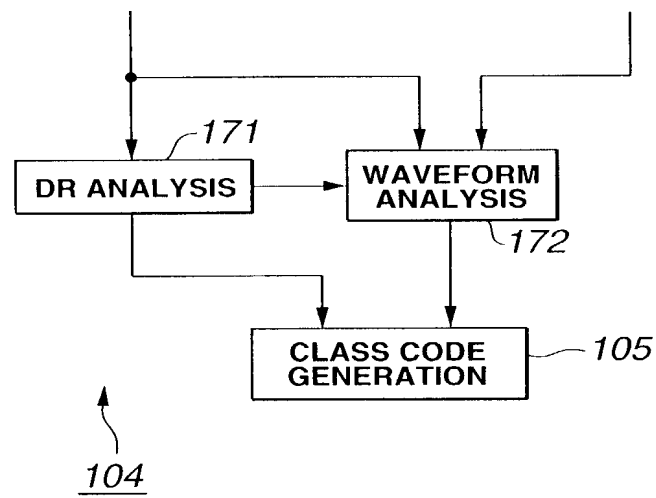 171
DR ANALYSIS
WAVEFORM
ANALYSIS
172
CLASS CODE
GENERATION
105
104